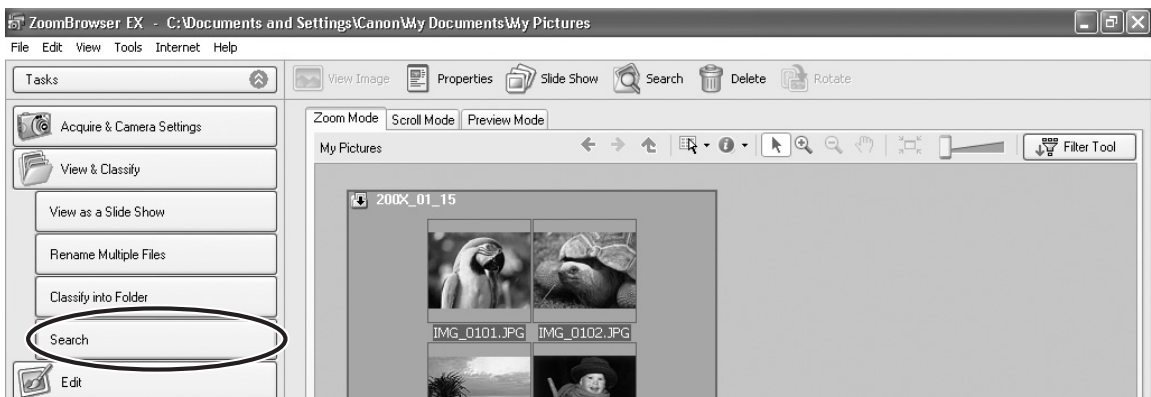 ZoomBrowser EX - C:\Documents and Settings\Canon\My Documents\My Pictures
File Edit View Tools Internet Help
Tasks
View Image Properties Slide Show Search Delete Rotate
Acquire & Camera Settings
View & Classify
View as a Slide Show
Rename Multiple Files
Classify into Folder
Search
Edit
Zoom Mode Scroll Mode Preview Mode
My Pictures
Filter Tool
200X_01_15
IMG_0101.JPG IMG_0102.JPG